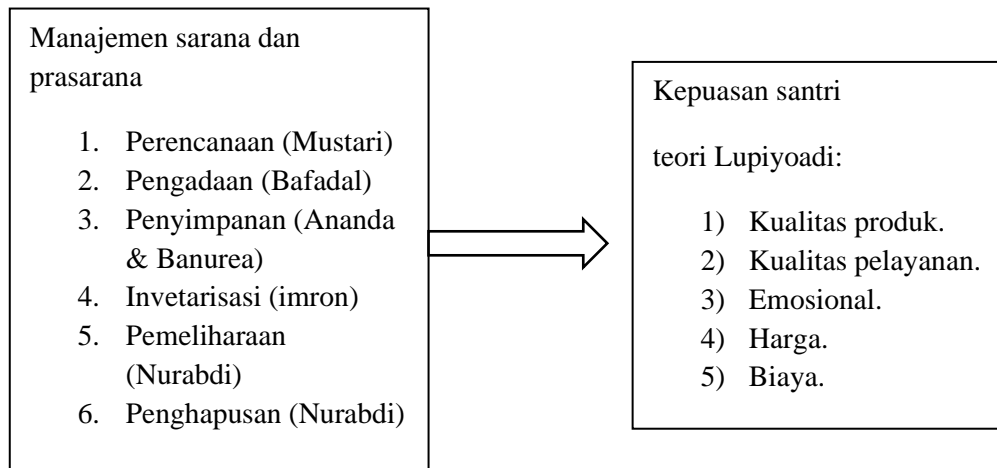 Manajemen sarana dan
prasarana
1. Perencanaan (Mustari)
2. Pengadaan (Bafadal)
3. Penyimpanan (Ananda
& Banurea)
4. Invetarisasi (imron)
5. Pemeliharaan
(Nurabdi)
6. Penghapusan (Nurabdi)
Kepuasan santri
teori Lupiyoadi:
1) Kualitas produk.
2) Kualitas pelayanan.
3) Emosional.
4) Harga.
5) Biaya.